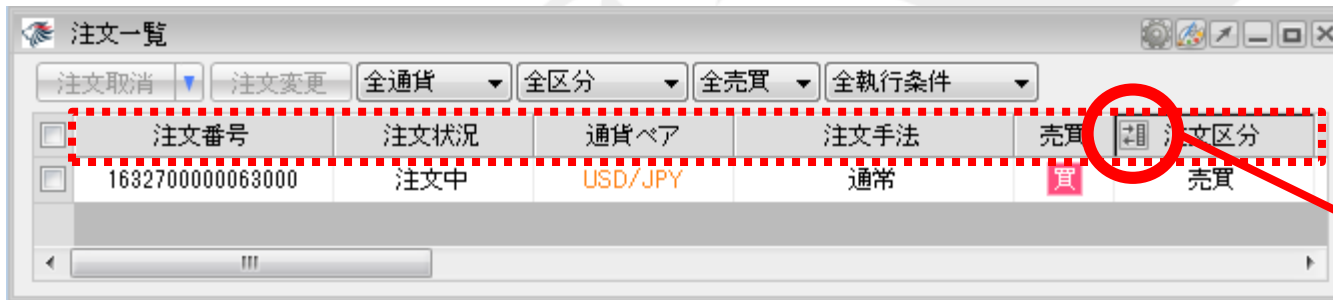 注文一覧
注文取消 注文変更 全通貨 全区分 全売買 全執行条件
注文番号 注文状況 通貨ペア 注文手法 売買 注文区分
1632700000063000 注文中 USD/JPY 通常 買 売買